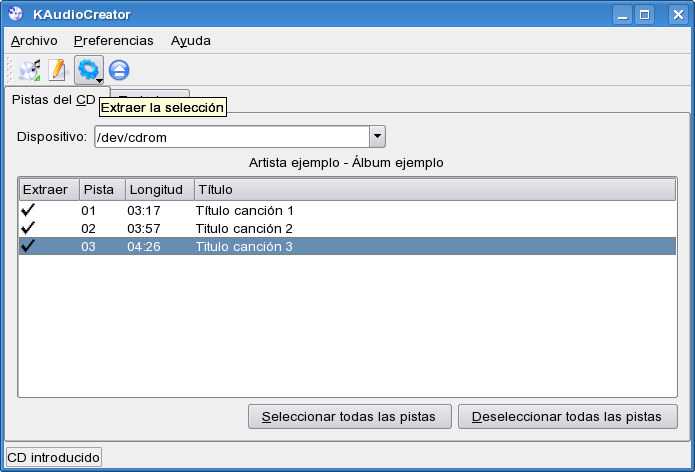 KAudioCreator
Archivo Preferencias Ayuda
Pistas del CD
Extraer la selección
Dispositivo: /dev/cdrom
Artista ejemplo - Álbum ejemplo
Extraer Pista Longitud Título
01 03:17 Título canción 1
02 03:57 Titulo canción 2
03 04:26 Titulo canción 3
Seleccionar todas las pistas Deseleccionar todas las pistas
CD introducido